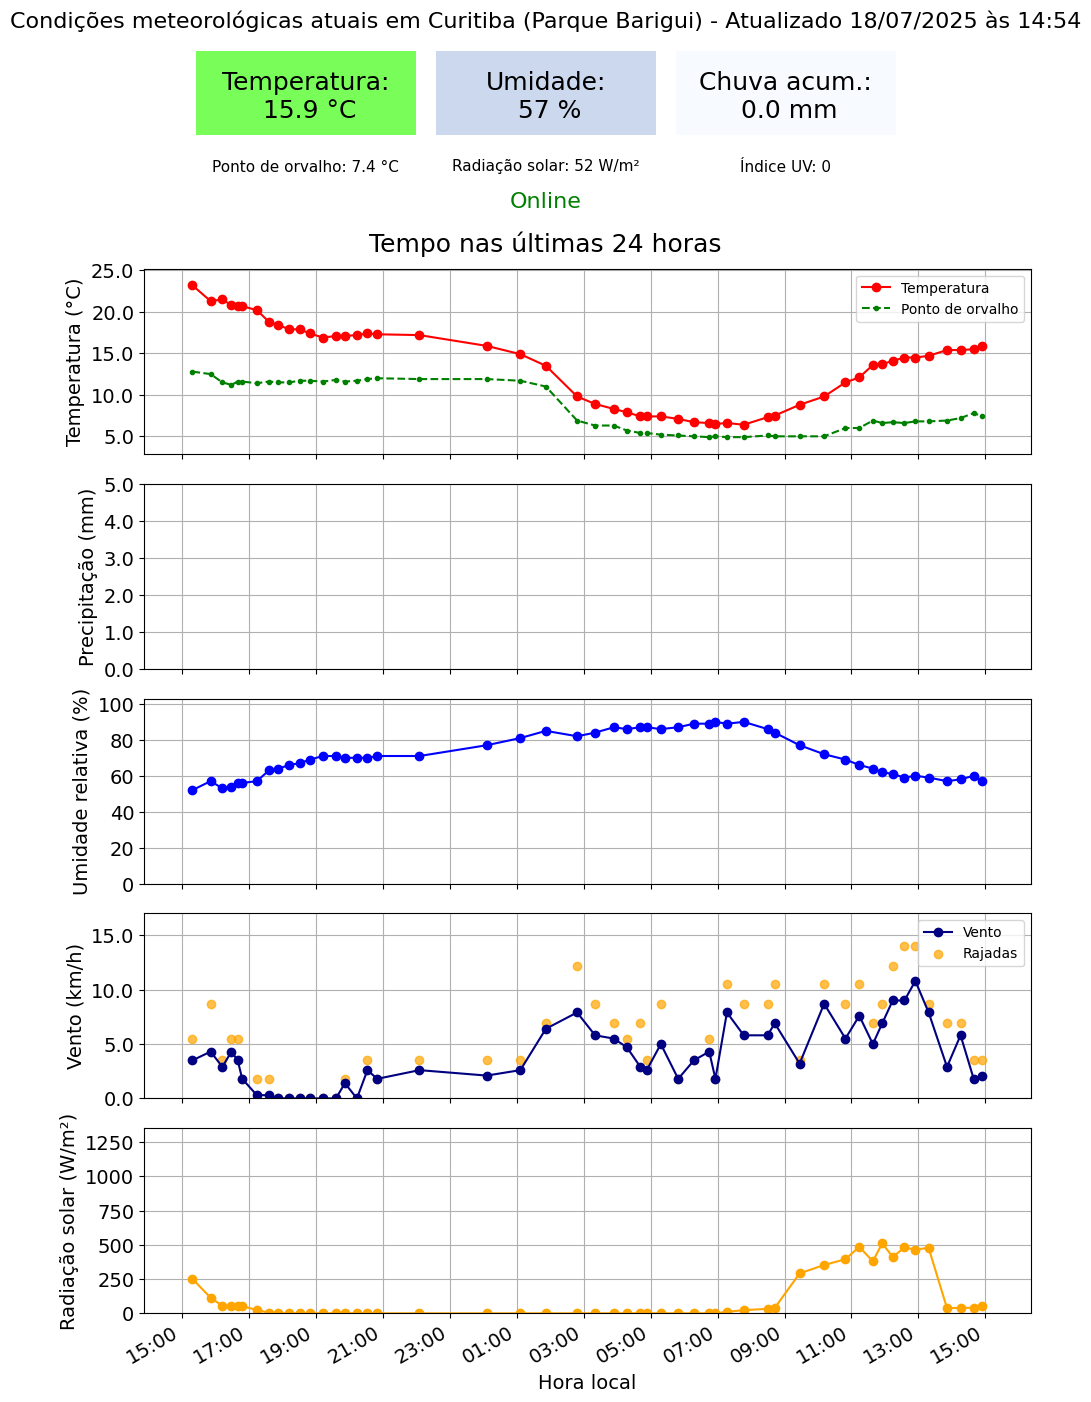 Condições meteorológicas atuais em Curitiba (Parque Barigui) - Atualizado 18/07/2025 às 14:54
Temperatura:
15.9 °C
Umidade:
57 %
Chuva acum.:
0.0 mm
Ponto de orvalho: 7.4 °C
Radiação solar: 52 W/m²
Índice UV: 0
Online
Tempo nas últimas 24 horas
Temperatura (°C)
25.0
20.0
15.0
10.0
5.0
Temperatura
Ponto de orvalho
Precipitação (mm)
5.0
4.0
3.0
2.0
1.0
0.0
Umidade relativa (%)
100
80
60
40
20
0
Vento (km/h)
15.0
10.0
5.0
0.0
Vento
Rajadas
Radiação solar (W/m²)
1250
1000
750
500
250
0
15:00
17:00
19:00
21:00
23:00
01:00
03:00
05:00
07:00
09:00
11:00
13:00
15:00
Hora local